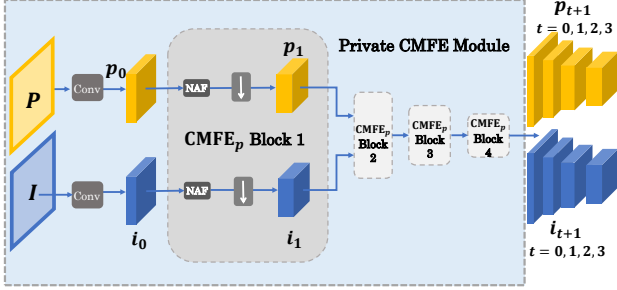 p_{t+1}
t = 0, 1, 2, 3
Private CMFE Module
P
Conv
p_0
NAF
p_1
CMFE_p Block 1
CMFE_p
Block
2
CMFE_p
Block
3
CMFE_p
Block
4
I
Conv
i_0
NAF
i_1
i_{t+1}
t = 0, 1, 2, 3